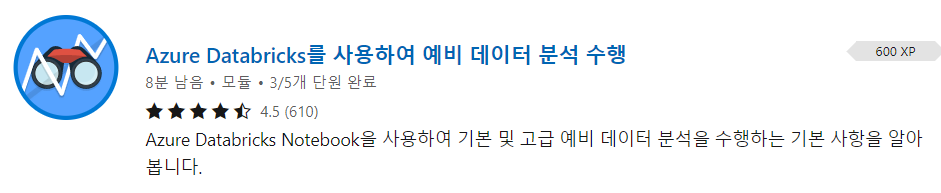 Azure Databricks를 사용하여 예비 데이터 분석 수행
600 XP
8분 남음 • 모듈 • 3/5개 단원 완료
4.5 (610)
Azure Databricks Notebook을 사용하여 기본 및 고급 예비 데이터 분석을 수행하는 기본 사항을 알아
봅니다.